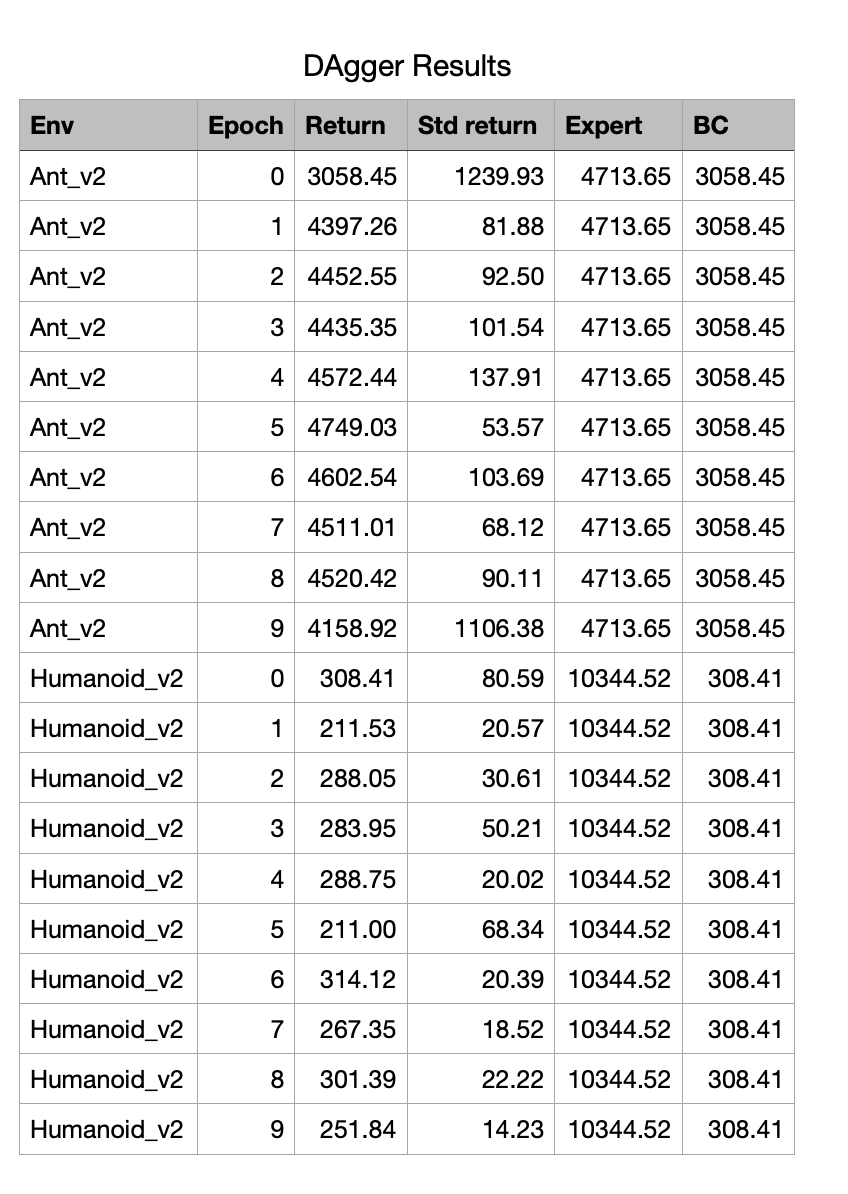 DAgger Results
Env Epoch Return Std return Expert BC
Ant_v2 0 3058.45 1239.93 4713.65 3058.45
Ant_v2 1 4397.26 81.88 4713.65 3058.45
Ant_v2 2 4452.55 92.50 4713.65 3058.45
Ant_v2 3 4435.35 101.54 4713.65 3058.45
Ant_v2 4 4572.44 137.91 4713.65 3058.45
Ant_v2 5 4749.03 53.57 4713.65 3058.45
Ant_v2 6 4602.54 103.69 4713.65 3058.45
Ant_v2 7 4511.01 68.12 4713.65 3058.45
Ant_v2 8 4520.42 90.11 4713.65 3058.45
Ant_v2 9 4158.92 1106.38 4713.65 3058.45
Humanoid_v2 0 308.41 80.59 10344.52 308.41
Humanoid_v2 1 211.53 20.57 10344.52 308.41
Humanoid_v2 2 288.05 30.61 10344.52 308.41
Humanoid_v2 3 283.95 50.21 10344.52 308.41
Humanoid_v2 4 288.75 20.02 10344.52 308.41
Humanoid_v2 5 211.00 68.34 10344.52 308.41
Humanoid_v2 6 314.12 20.39 10344.52 308.41
Humanoid_v2 7 267.35 18.52 10344.52 308.41
Humanoid_v2 8 301.39 22.22 10344.52 308.41
Humanoid_v2 9 251.84 14.23 10344.52 308.41